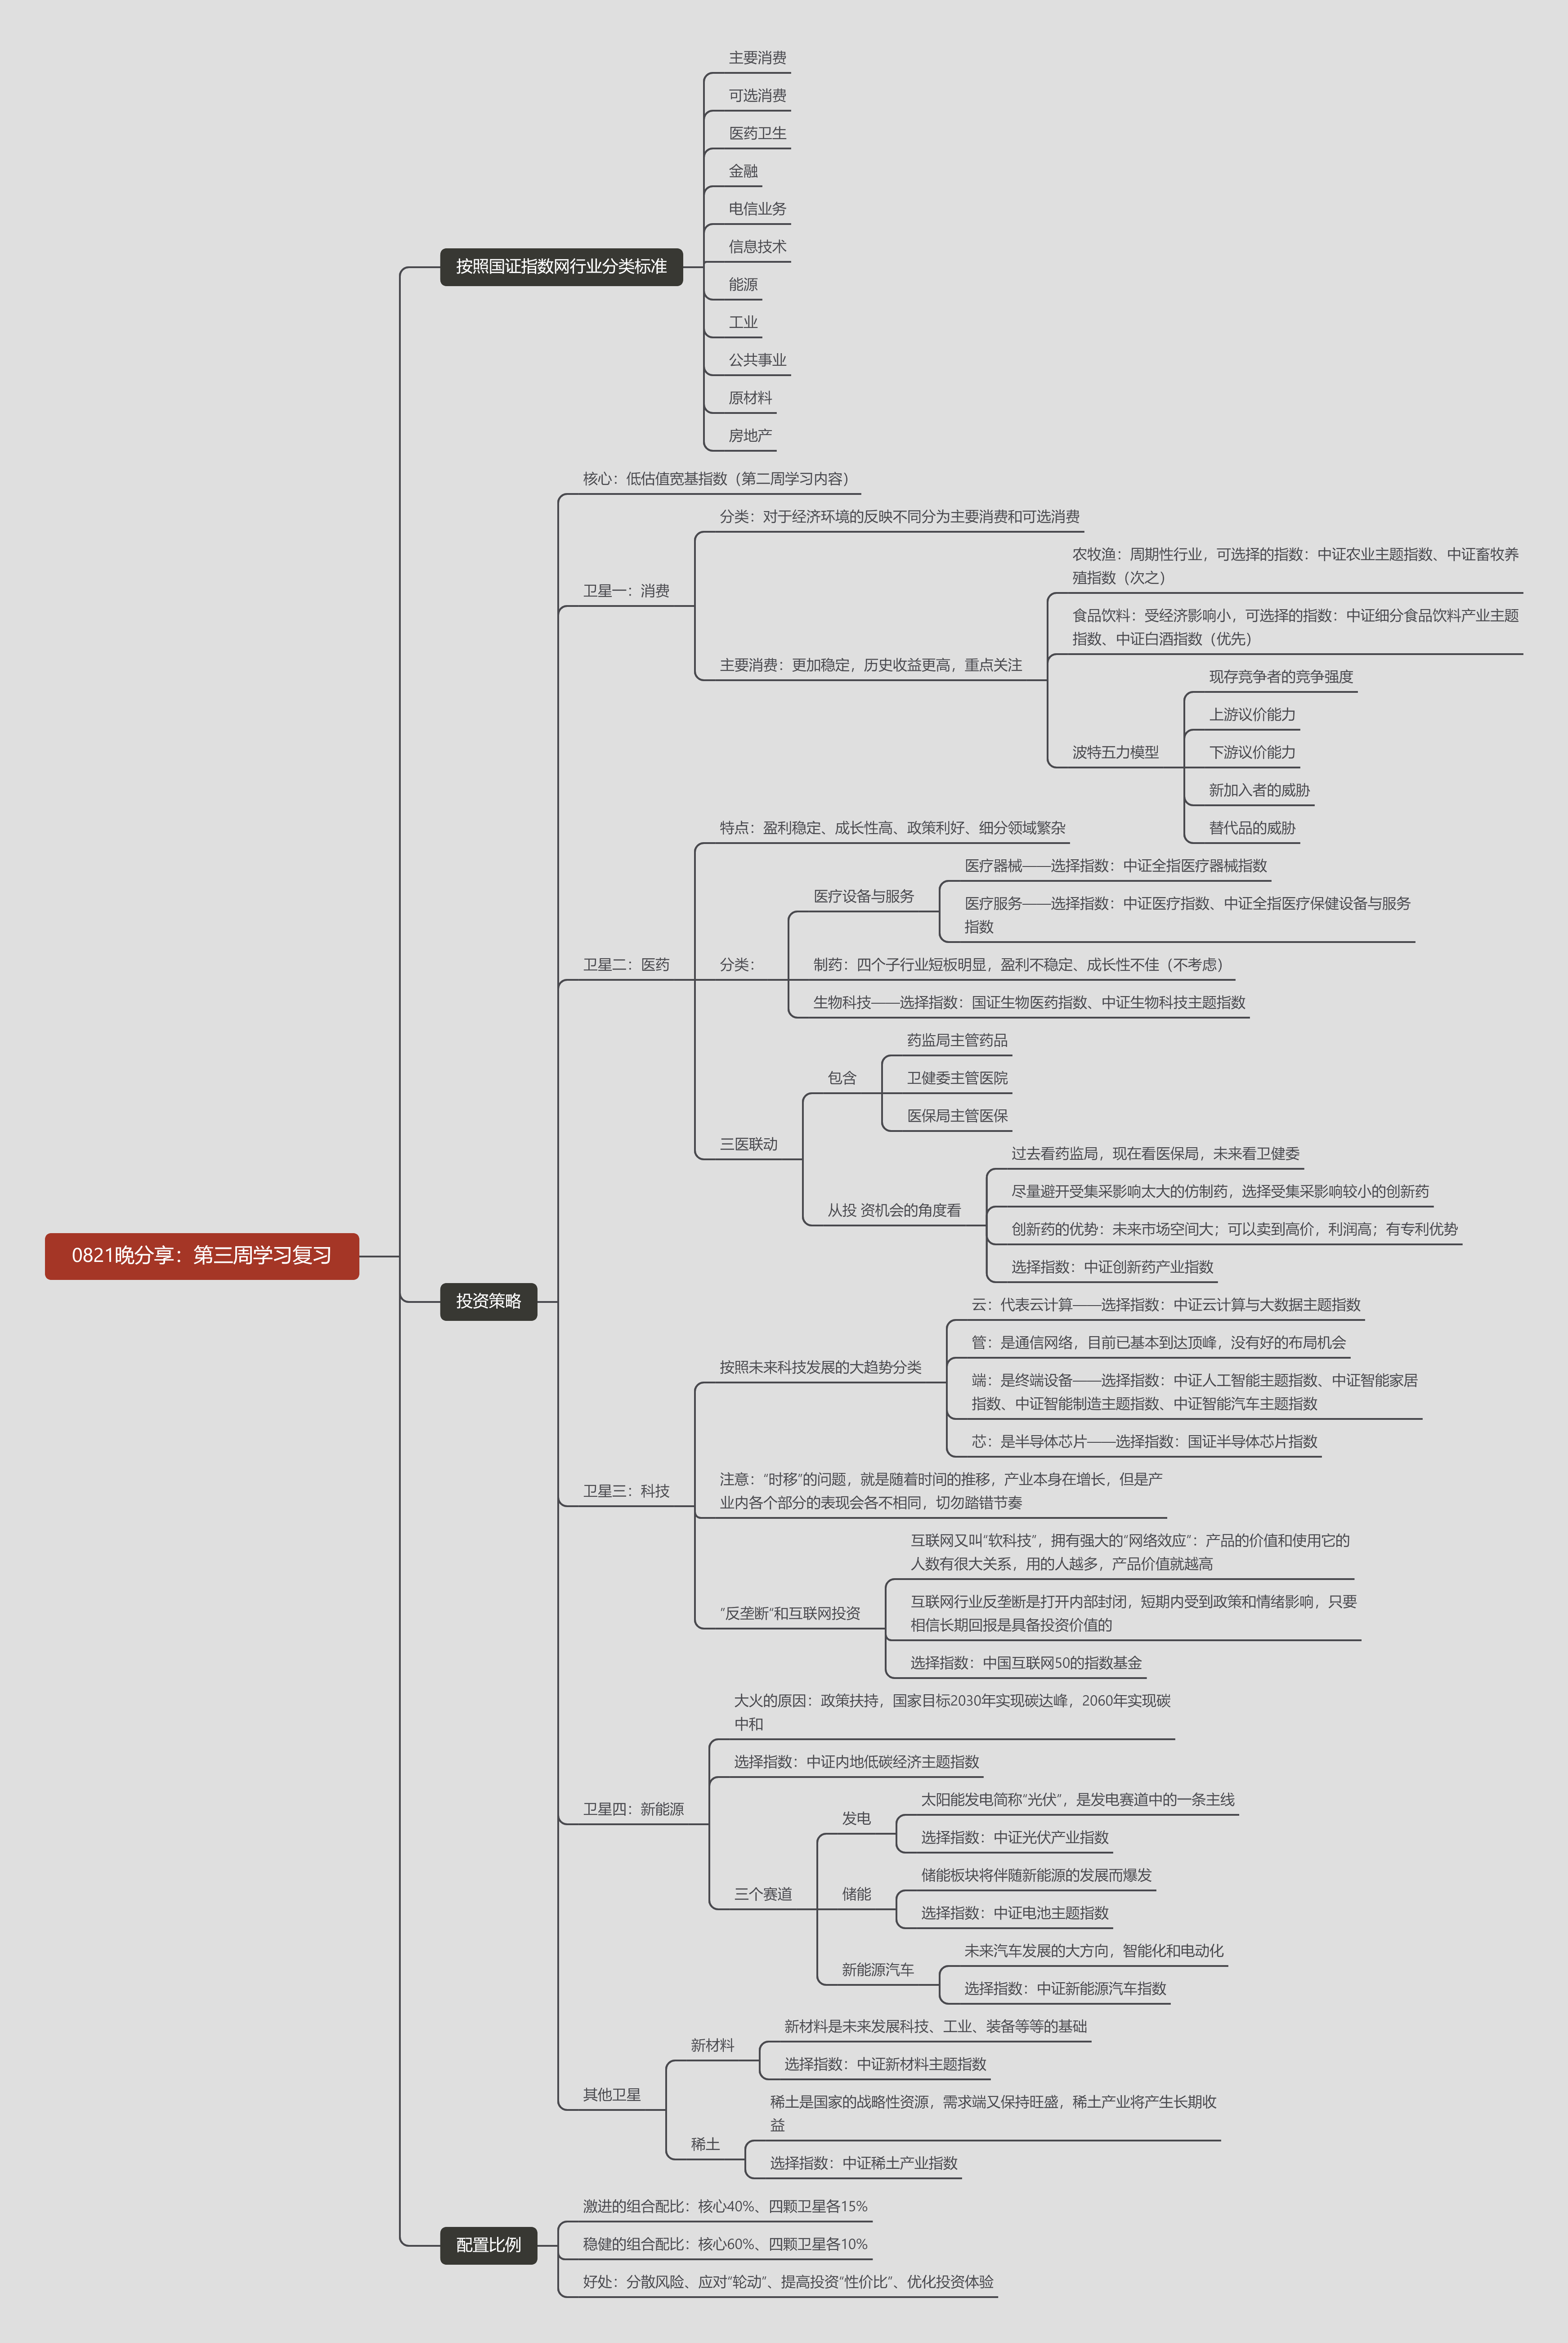 0821晚分享：第三周学习复习
按照国证指数网行业分类标准
主要消费
可选消费
医药卫生
金融
电信业务
信息技术
能源
工业
公共事业
原材料
房地产
投资策略
核心：低估值宽基指数（第二周学习内容）
卫星一：消费
分类：对于经济环境的反映不同分为主要消费和可选消费
主要消费：更加稳定，历史收益更高，重点关注
农牧渔：周期性行业，可选择的指数：中证农业主题指数、中证畜牧养
殖指数（次之）
食品饮料：受经济影响小，可选择的指数：中证细分食品饮料产业主题
指数、中证白酒指数（优先）
波特五力模型
现存竞争者的竞争强度
上游议价能力
下游议价能力
新加入者的威胁
替代品的威胁
卫星二：医药
特点：盈利稳定、成长性高、政策利好、细分领域繁杂
分类：
医疗设备与服务
医疗器械——选择指数：中证全指医疗器械指数
医疗服务——选择指数：中证医疗指数、中证全指医疗保健设备与服务
指数
制药：四个子行业短板明显，盈利不稳定、成长性不佳（不考虑）
生物科技——选择指数：国证生物医药指数、中证生物科技主题指数
三医联动
包含
药监局主管药品
卫健委主管医院
医保局主管医保
从投 资机会的角度看
过去看药监局，现在看医保局，未来看卫健委
尽量避开受集采影响太大的仿制药，选择受集采影响较小的创新药
创新药的优势：未来市场空间大；可以卖到高价，利润高；有专利优势
选择指数：中证创新药产业指数
卫星三：科技
按照未来科技发展的大趋势分类
云：代表云计算——选择指数：中证云计算与大数据主题指数
管：是通信网络，目前已基本到达顶峰，没有好的布局机会
端：是终端设备——选择指数：中证人工智能主题指数、中证智能家居
指数、中证智能制造主题指数、中证智能汽车主题指数
芯：是半导体芯片——选择指数：国证半导体芯片指数
注意：“时移”的问题，就是随着时间的推移，产业本身在增长，但是产
业内各个部分的表现会各不相同，切勿踏错节奏
“反垄断”和互联网投资
互联网又叫“软科技”，拥有强大的“网络效应”：产品的价值和使用它的
人数有很大关系，用的人越多，产品价值就越高
互联网行业反垄断是打开内部封闭，短期内受到政策和情绪影响，只要
相信长期回报是具备投资价值的
选择指数：中国互联网50的指数基金
卫星四：新能源
大火的原因：政策扶持，国家目标2030年实现碳达峰，2060年实现碳
中和
选择指数：中证内地低碳经济主题指数
三个赛道
发电
太阳能发电简称“光伏”，是发电赛道中的一条主线
选择指数：中证光伏产业指数
储能
储能板块将伴随新能源的发展而爆发
选择指数：中证电池主题指数
新能源汽车
未来汽车发展的大方向，智能化和电动化
选择指数：中证新能源汽车指数
其他卫星
新材料
新材料是未来发展科技、工业、装备等等的基础
选择指数：中证新材料主题指数
稀土
稀土是国家的战略性资源，需求端又保持旺盛，稀土产业将产生长期收
益
选择指数：中证稀土产业指数
配置比例
激进的组合配比：核心40%、四颗卫星各15%
稳健的组合配比：核心60%、四颗卫星各10%
好处：分散风险、应对“轮动”、提高投资“性价比”、优化投资体验